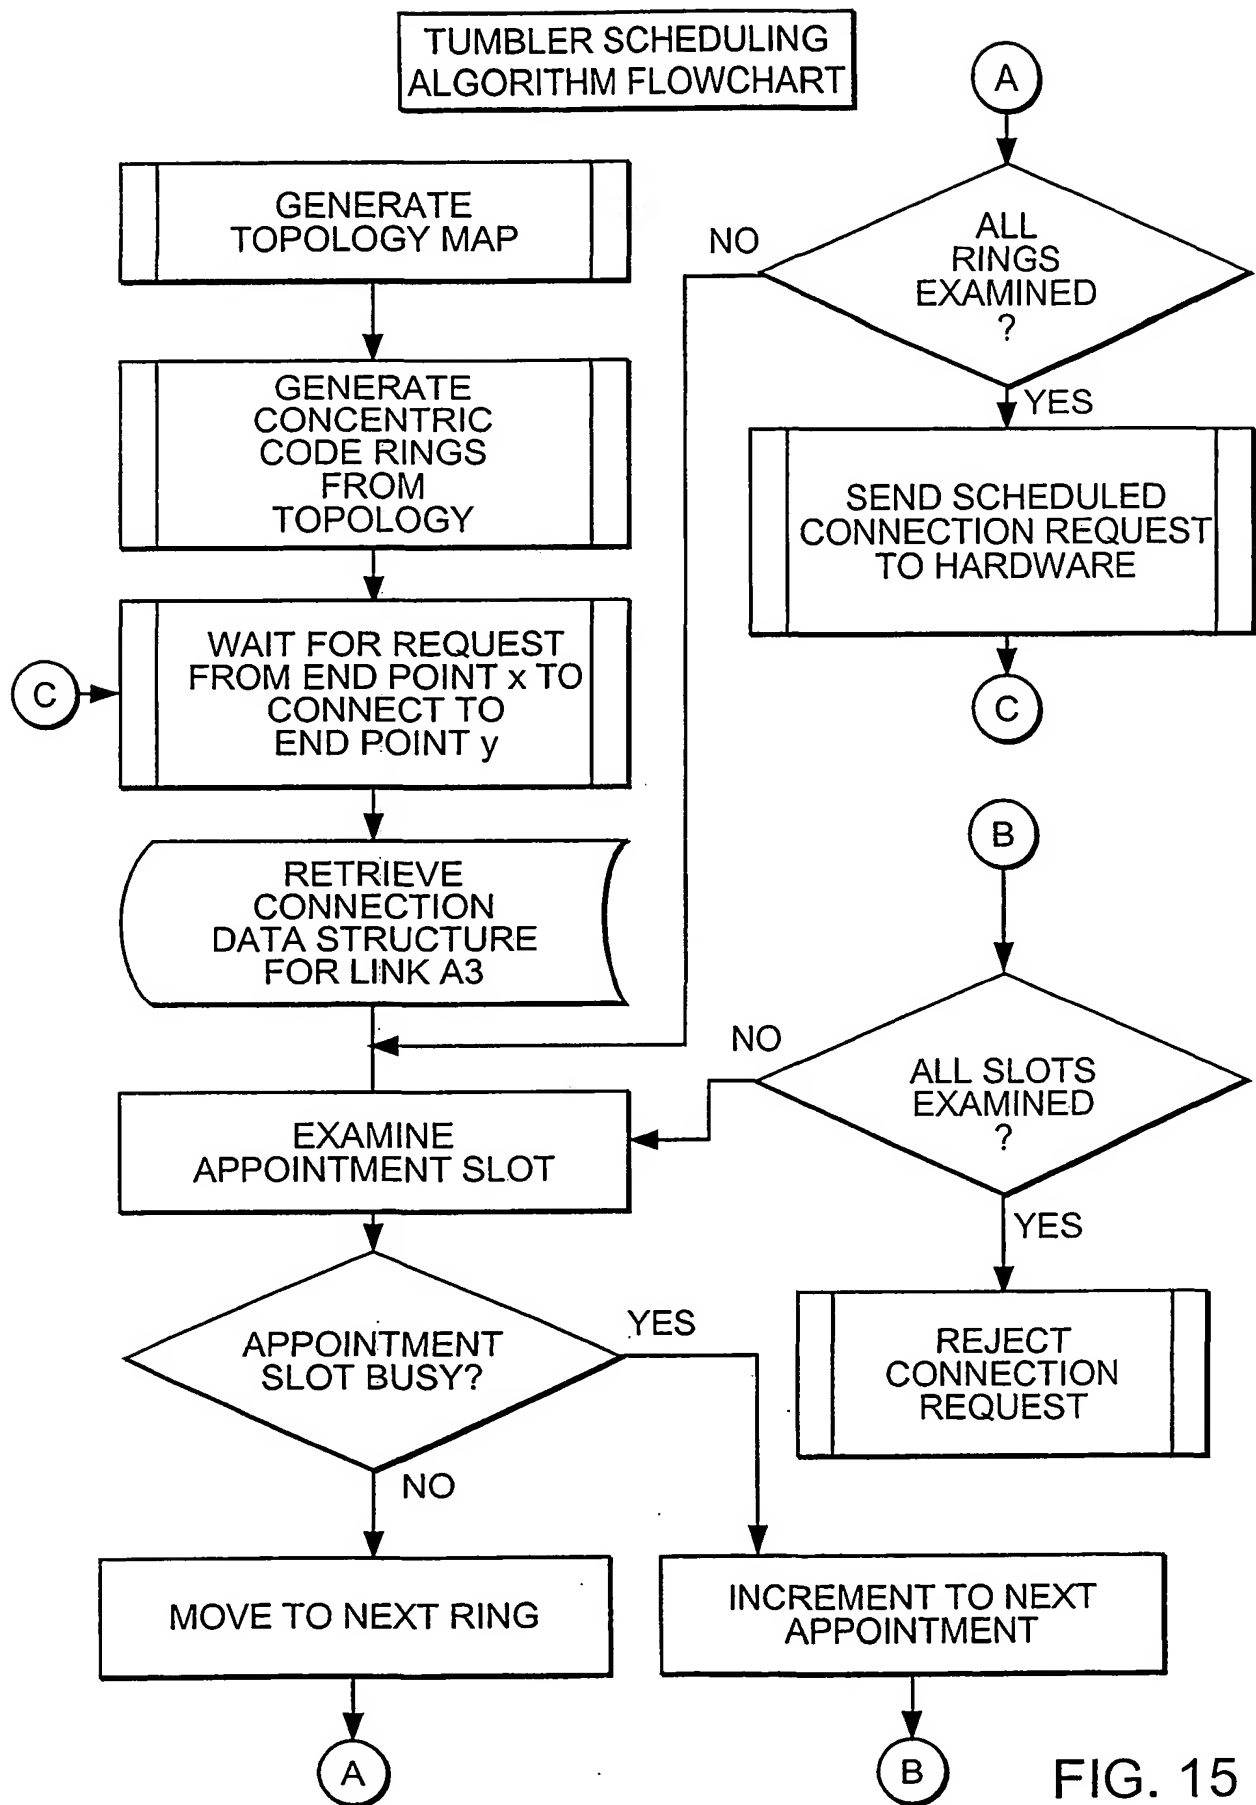 TUMBLER SCHEDULING
ALGORITHM FLOWCHART
GENERATE
TOPOLOGY MAP
GENERATE
CONCENTRIC
CODE RINGS
FROM
TOPOLOGY
C
WAIT FOR REQUEST
FROM END POINT x TO
CONNECT TO
END POINT y
RETRIEVE
CONNECTION
DATA STRUCTURE
FOR LINK A3
EXAMINE
APPOINTMENT SLOT
APPOINTMENT
SLOT BUSY?
YES
NO
MOVE TO NEXT RING
A
INCREMENT TO NEXT
APPOINTMENT
B
A
ALL
RINGS
EXAMINED
?
NO
YES
SEND SCHEDULED
CONNECTION REQUEST
TO HARDWARE
C
B
NO
ALL SLOTS
EXAMINED
?
YES
REJECT
CONNECTION
REQUEST
FIG. 15